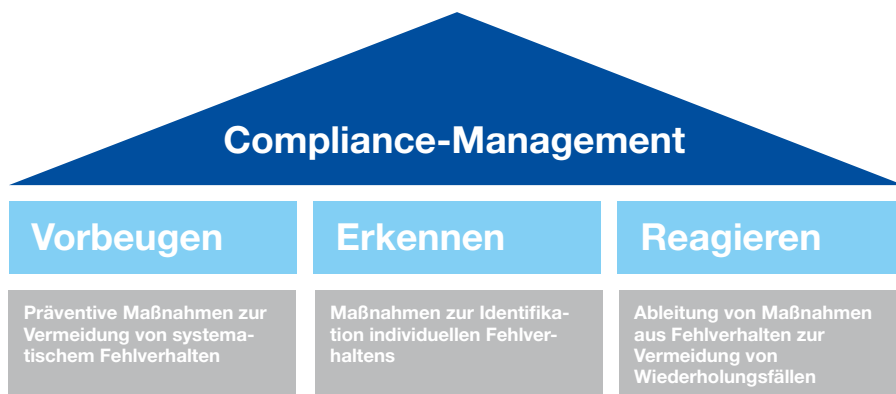 Compliance-Management
Vorbeugen
Erkennen
Reagieren
Präventive Maßnahmen zur
Vermeidung von systema-
tischem Fehlverhalten
Maßnahmen zur Identifika-
tion individuellen Fehlver-
haltens
Ableitung von Maßnahmen
aus Fehlverhalten zur
Vermeidung von
Wiederholungsfällen